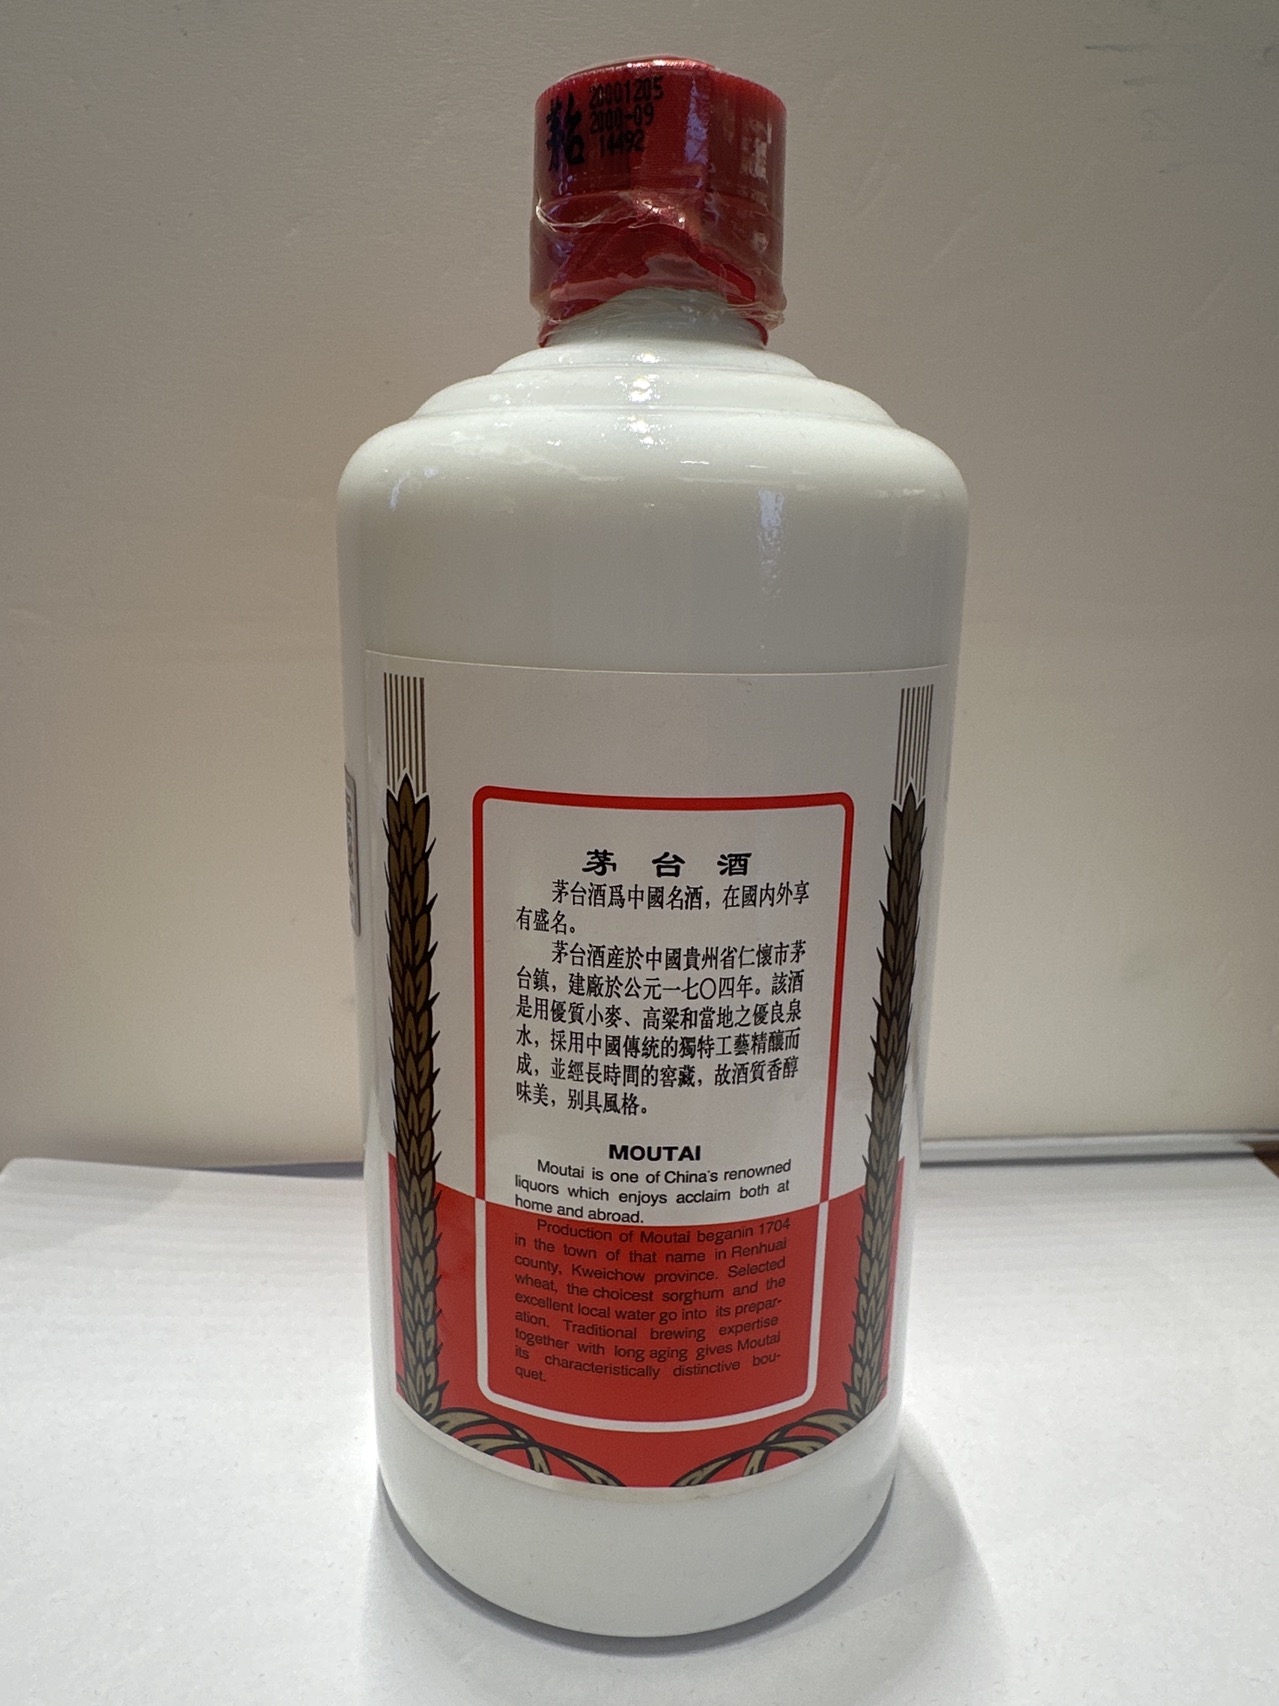 茅台
20001205
2000-09
14492
茅台酒
茅台酒爲中國名酒，在國内外享
有盛名。
茅台酒産於中國貴州省仁懷市茅
台鎮，建廠於公元一七〇四年。該酒
是用優質小麥、高粱和當地之優良泉
水，採用中國傳統的獨特工藝精釀而
成，並經長時間的窖藏，故酒質香醇
味美，别具風格。
MOUTAI
Moutai is one of China's renowned
liquors which enjoys acclaim both at
home and abroad.
Production of Moutai beganin 1704
in the town of that name in Renhuai
county, Kweichow province. Selected
wheat, the choicest sorghum and the
excellent local water go into its prepar-
ation. Traditional brewing expertise
together with long aging gives Moutai
its characteristically distinctive bou-
quet.